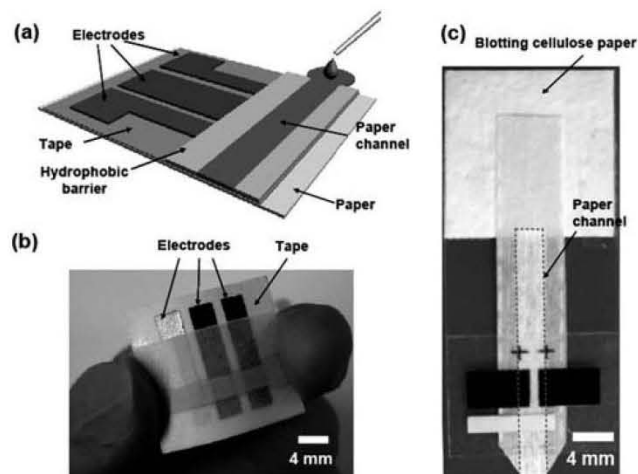 (a)
Electrodes
Tape
Hydrophobic
barrier
Paper
channel
Paper
(b)
Electrodes
Tape
4 mm
(c)
Blotting cellulose paper
Paper
channel
4 mm